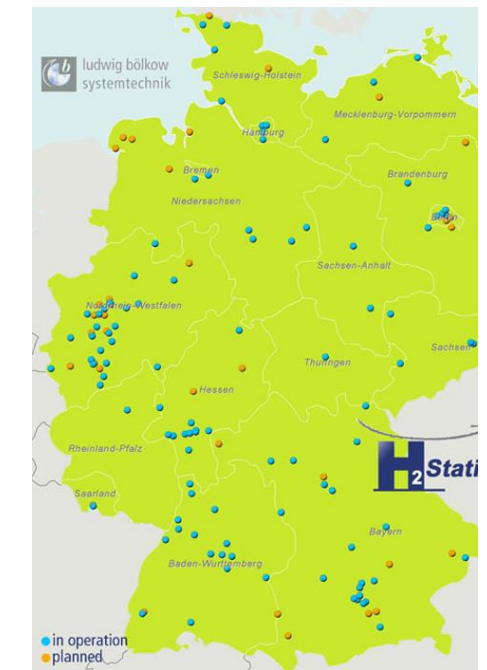 ludwig bölkow
systemtechnik
Schleswig-Holstein
Mecklenburg-Vorpommern
Hamburg
Bremen
Brandenburg
Niedersachsen
Berlin
Sachsen-Anhalt
Nordrhein-Westfalen
Sachsen
Thüringen
Hessen
Rheinland-Pfalz
H2Stati
Saarland
Bayern
Baden-Württemberg
in operation
planned